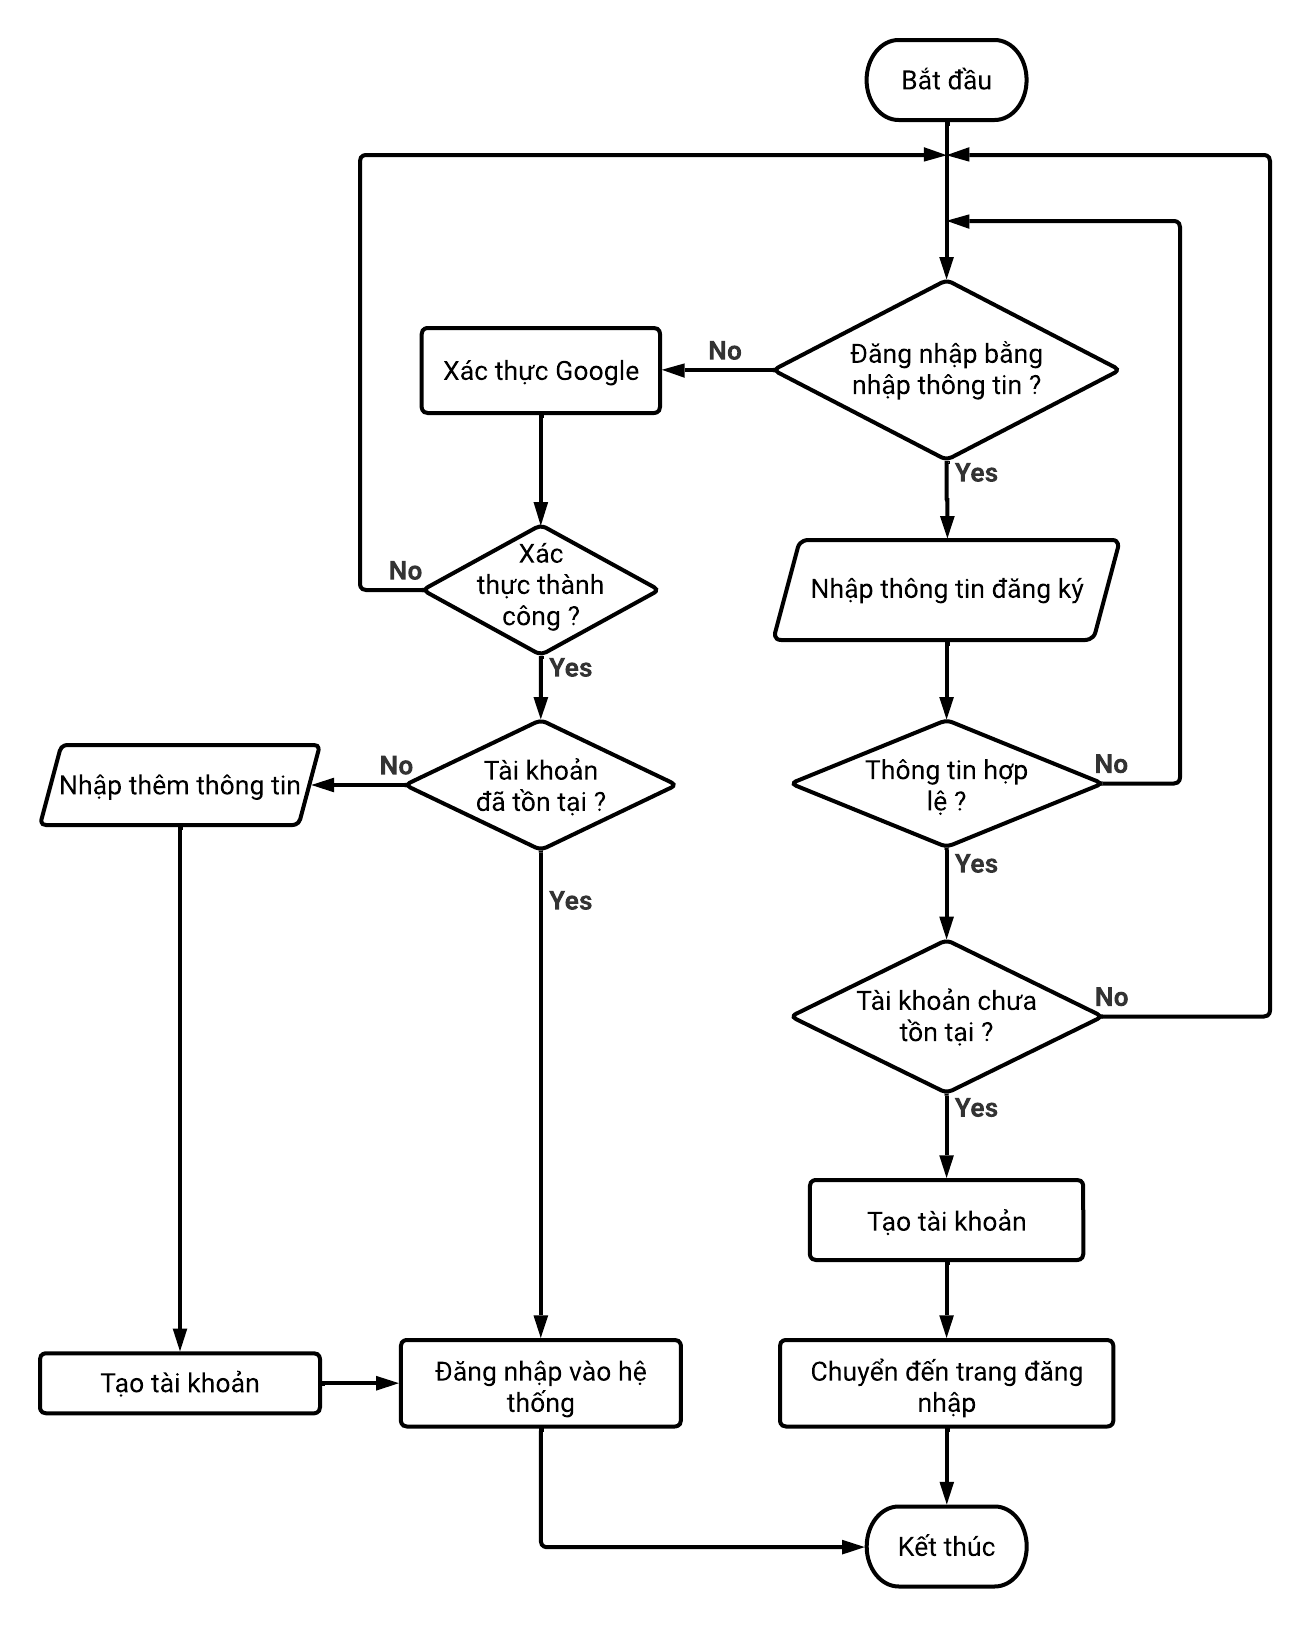 Bắt đầu
Đăng nhập bằng
nhập thông tin ?
No
Xác thực Google
Yes
Xác
thực thành
công ?
No
Nhập thông tin đăng ký
Yes
Tài khoản
đã tồn tại ?
No
Nhập thêm thông tin
Thông tin hợp
lệ ?
No
Yes
Yes
Tài khoản chưa
tồn tại ?
No
Yes
Tạo tài khoản
Tạo tài khoản
Đăng nhập vào hệ
thống
Chuyển đến trang đăng
nhập
Kết thúc